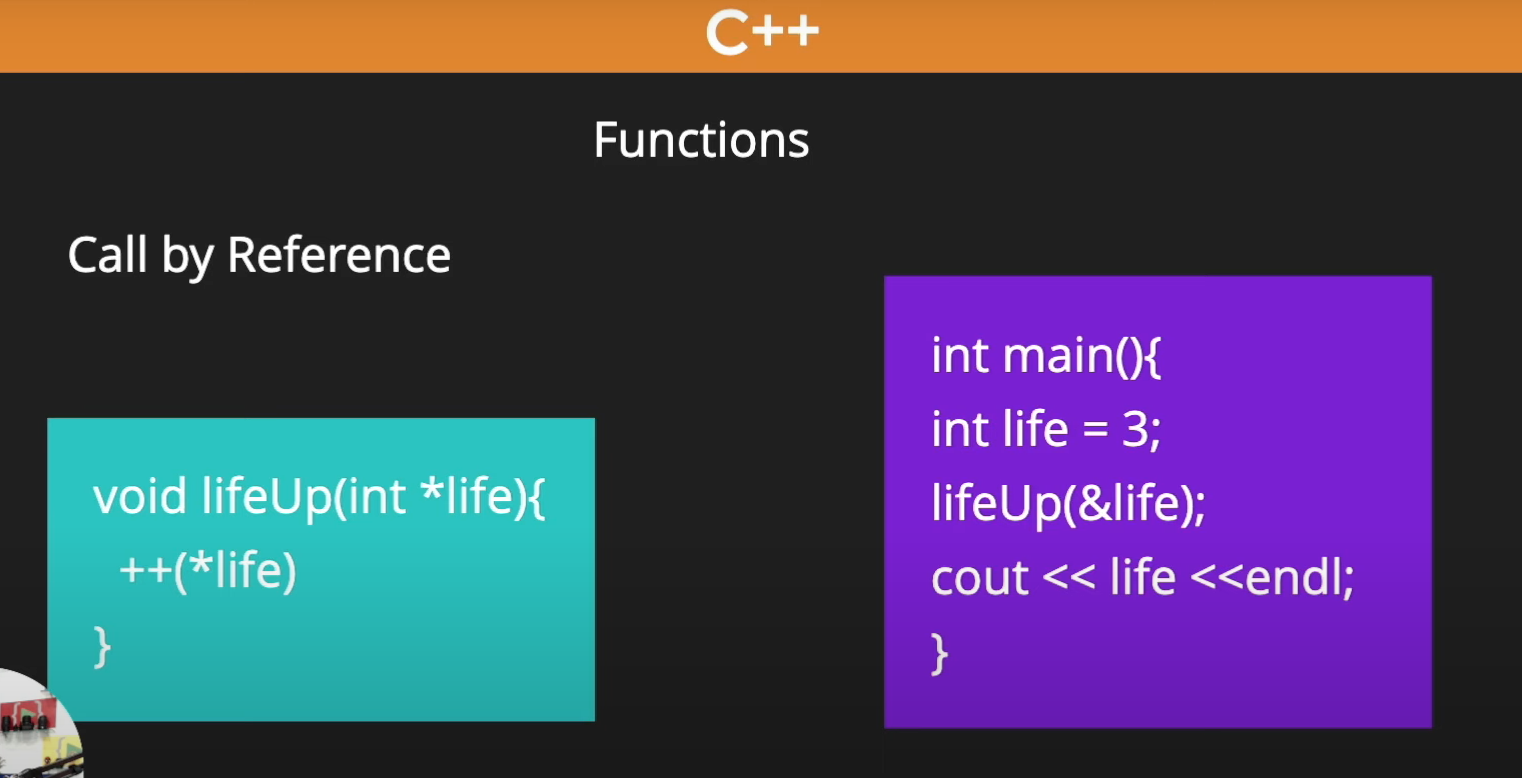 C++
Functions
Call by Reference
void lifeUp(int *life){
++(*life)
}
int main(){
int life = 3;
lifeUp(&life);
cout << life <<endl;
}